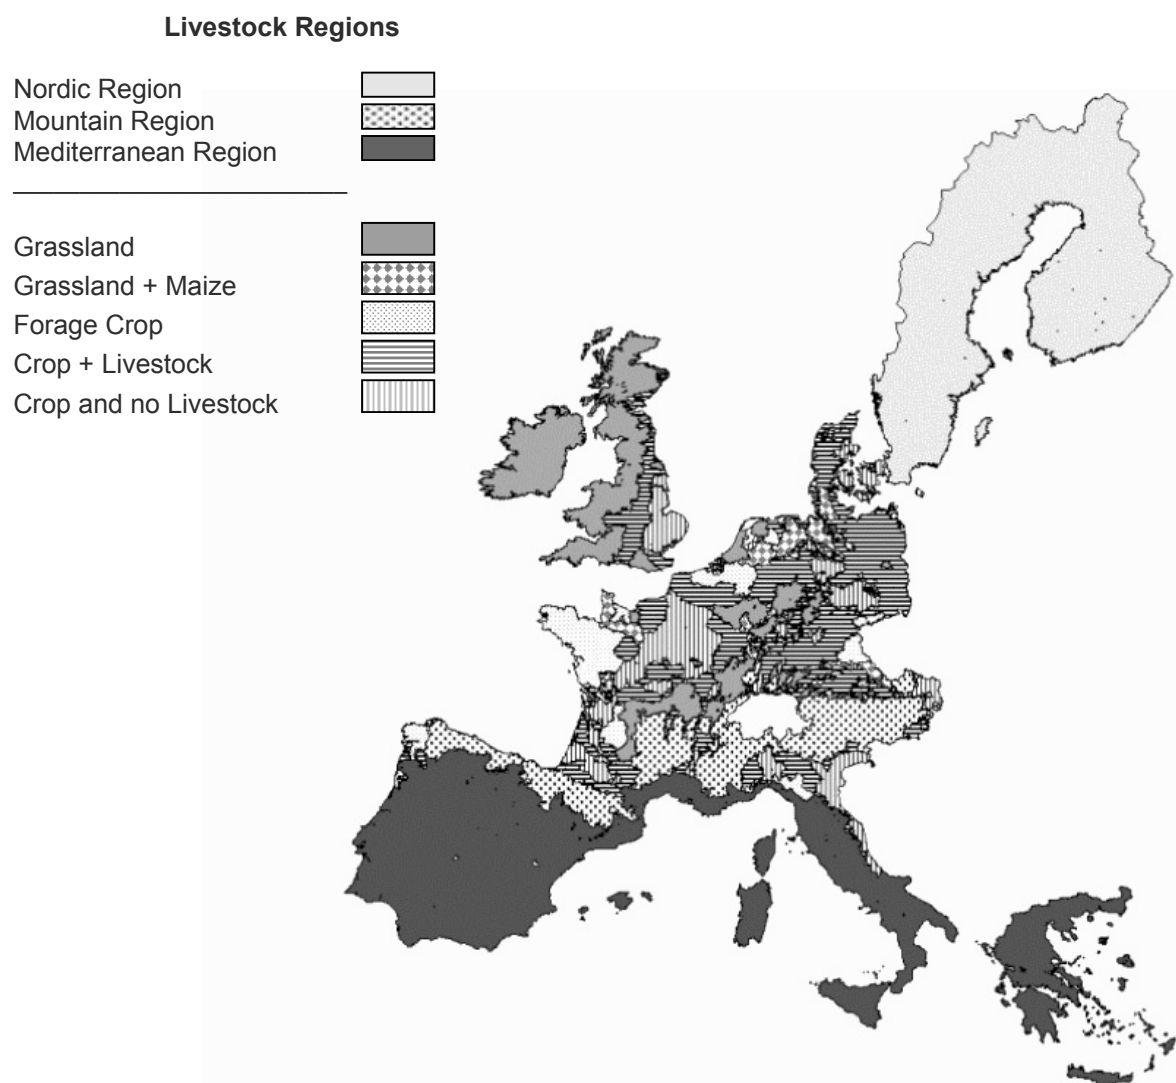 Livestock Regions
Nordic Region
Mountain Region
Mediterranean Region
Grassland
Grassland + Maize
Forage Crop
Crop + Livestock
Crop and no Livestock